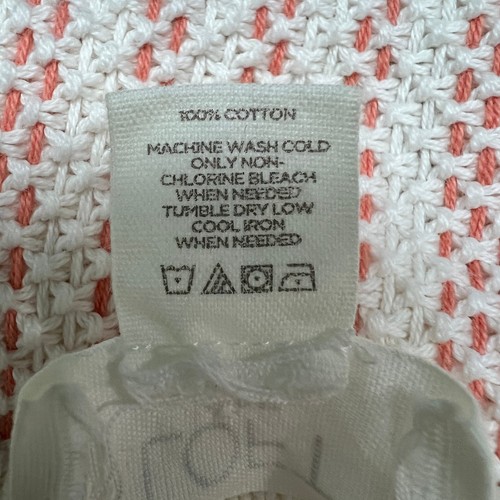 100% COTTON
MACHINE WASH COLD
ONLY NON-
CHLORINE BLEACH
WHEN NEEDED
TUMBLE DRY LOW
COOL IRON
WHEN NEEDED